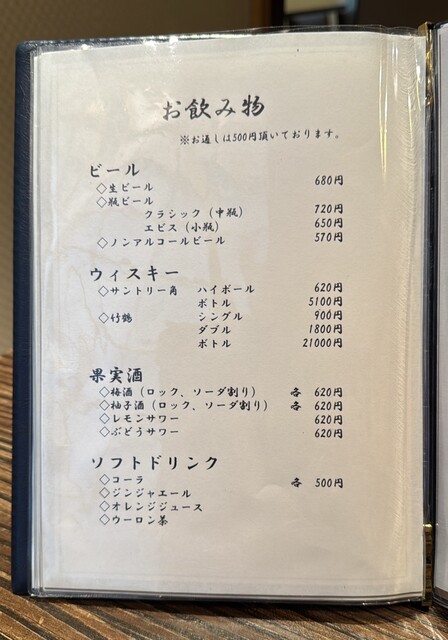 お飲み物
※お通しは500円頂いております。
ビール
◇生ビール 680円
◇瓶ビール
クラシック（中瓶） 720円
エビス（小瓶） 650円
◇ノンアルコールビール 570円
ウィスキー
◇サントリー角 ハイボール 620円
ボトル 5100円
◇竹鶴 シングル 900円
ダブル 1800円
ボトル 21000円
果実酒
◇梅酒（ロック、ソーダ割り） 各 620円
◇柚子酒（ロック、ソーダ割り） 各 620円
◇レモンサワー 620円
◇ぶどうサワー 620円
ソフトドリンク
◇コーラ 各 500円
◇ジンジャエール
◇オレンジジュース
◇ウーロン茶